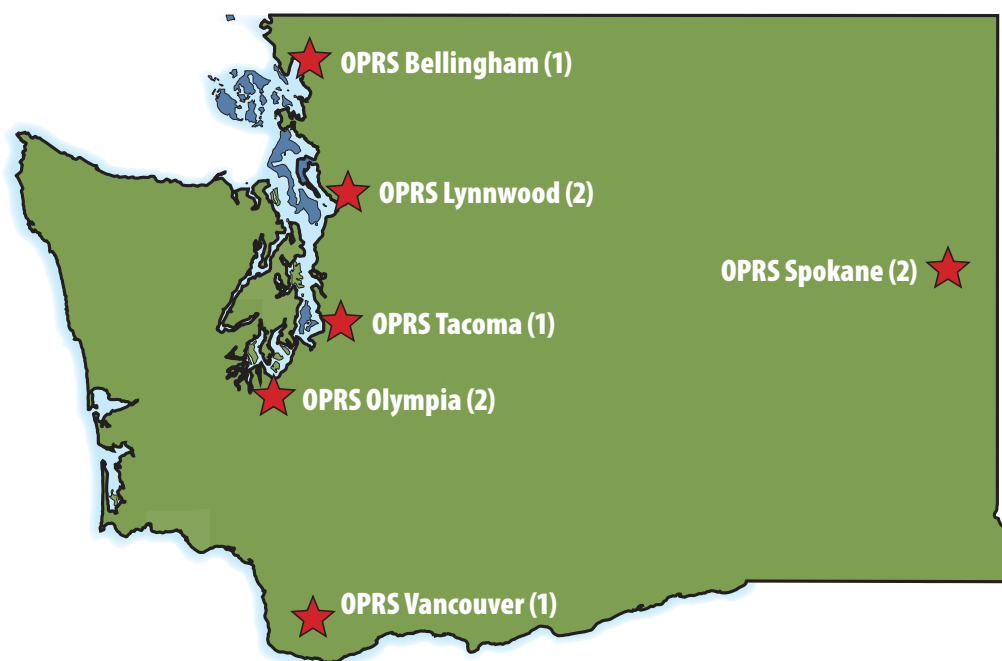 OPRS Bellingham (1)
OPRS Lynnwood (2)
OPRS Spokane (2)
OPRS Tacoma (1)
OPRS Olympia (2)
OPRS Vancouver (1)